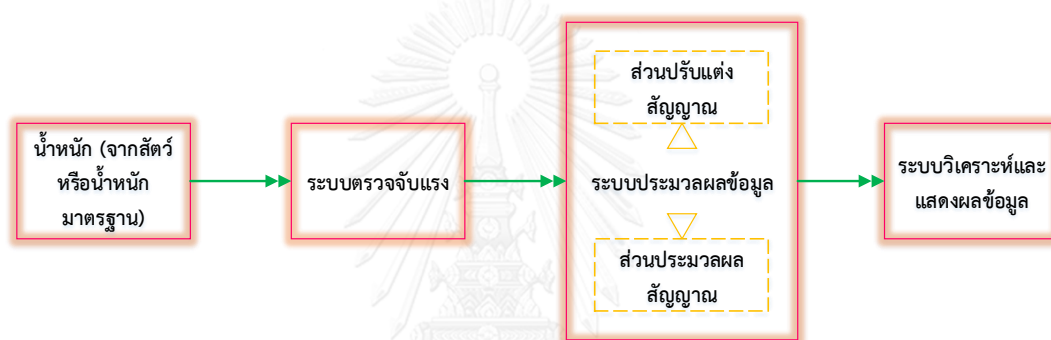 น้ำหนัก (จากสัตว์
หรือน้ำหนัก
มาตรฐาน)
ระบบตรวจจับแรง
ส่วนปรับแต่ง
สัญญาณ
ระบบประมวลผลข้อมูล
ส่วนประมวลผล
สัญญาณ
ระบบวิเคราะห์และ
แสดงผลข้อมูล